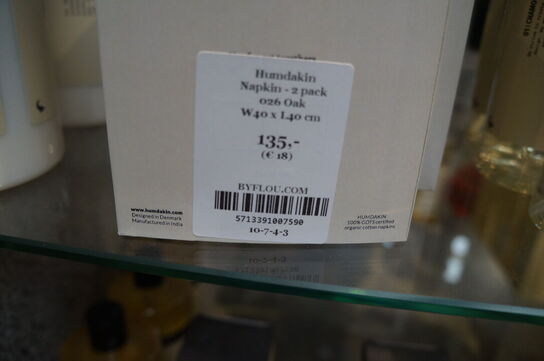 Humdakin
Napkin - 2 pack
026 Oak
W40 x L40 cm
135,-
(€ 18)
BYFLOU.COM
5713391007590
10-7-4-3
www.humdakin.com
Designed in Denmark
Manufactured in India
HUMDAKIN
100% GOTS certified
organic cotton napkins